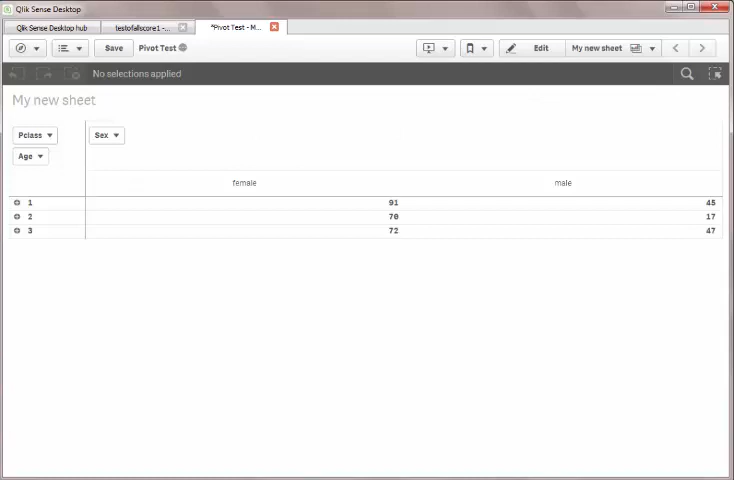 Qlik Sense Desktop
Qlik Sense Desktop hub
testofallscore1 -...
*Pivot Test - M...
Save
Pivot Test
Edit
My new sheet
No selections applied
My new sheet
Pclass
Sex
Age
female
male
1 91 45
2 70 17
3 72 47